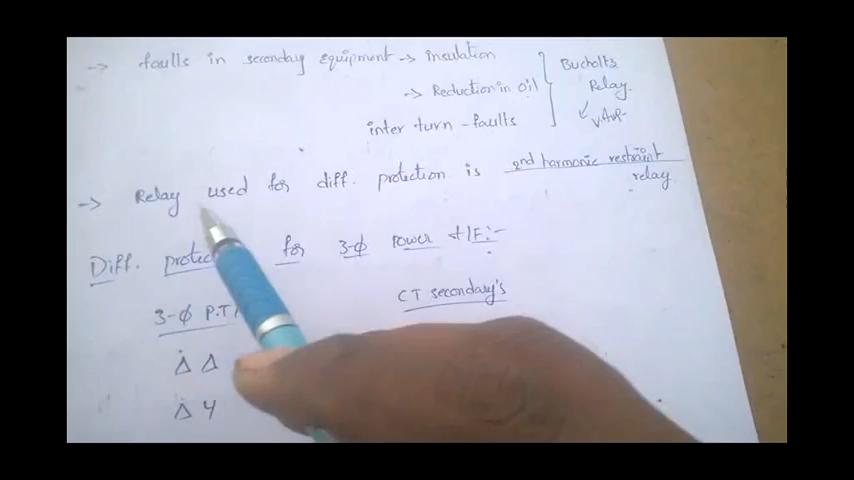 → faults in secondary equipment → insulation
→ Reduction in oil
inter turn - faults
Bucholts
Relay.
→ Relay used for diff. protection is 2nd harmonic restraint
relay
Diff. protec for 3-ϕ Power t/F:-
3-ϕ P.T/ CT secondary's
Δ Δ
Δ Y